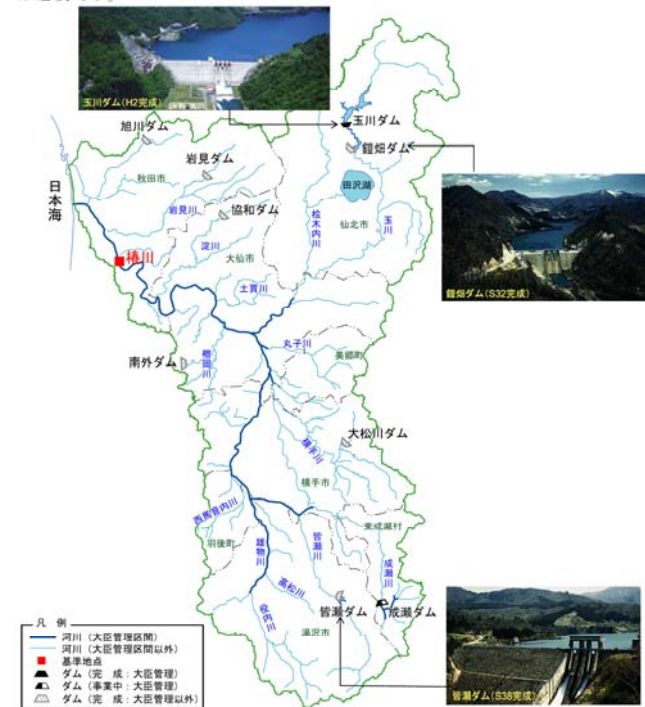 玉川ダム(H2完成)
旭川ダム
玉川ダム
岩見ダム
鎧畑ダム
秋田市
日本海
田沢湖
岩見川
協和ダム
桧木内川
仙北市
玉川
淀川
椿川
大仙市
鎧畑ダム(S32完成)
土買川
丸子川
南外ダム
楢岡川
美郷町
大松川ダム
横手川
横手市
西馬音内川
東成瀬村
羽後町
雄物川
皆瀬川
成瀬川
高松川
皆瀬ダム
成瀬ダム
役内川
湯沢市
皆瀬ダム(S38完成)
凡 例
河川(大臣管理区間)
河川(大臣管理区間以外)
基準地点
ダム(完 成:大臣管理)
ダム(事業中:大臣管理)
ダム(完 成:大臣管理以外)